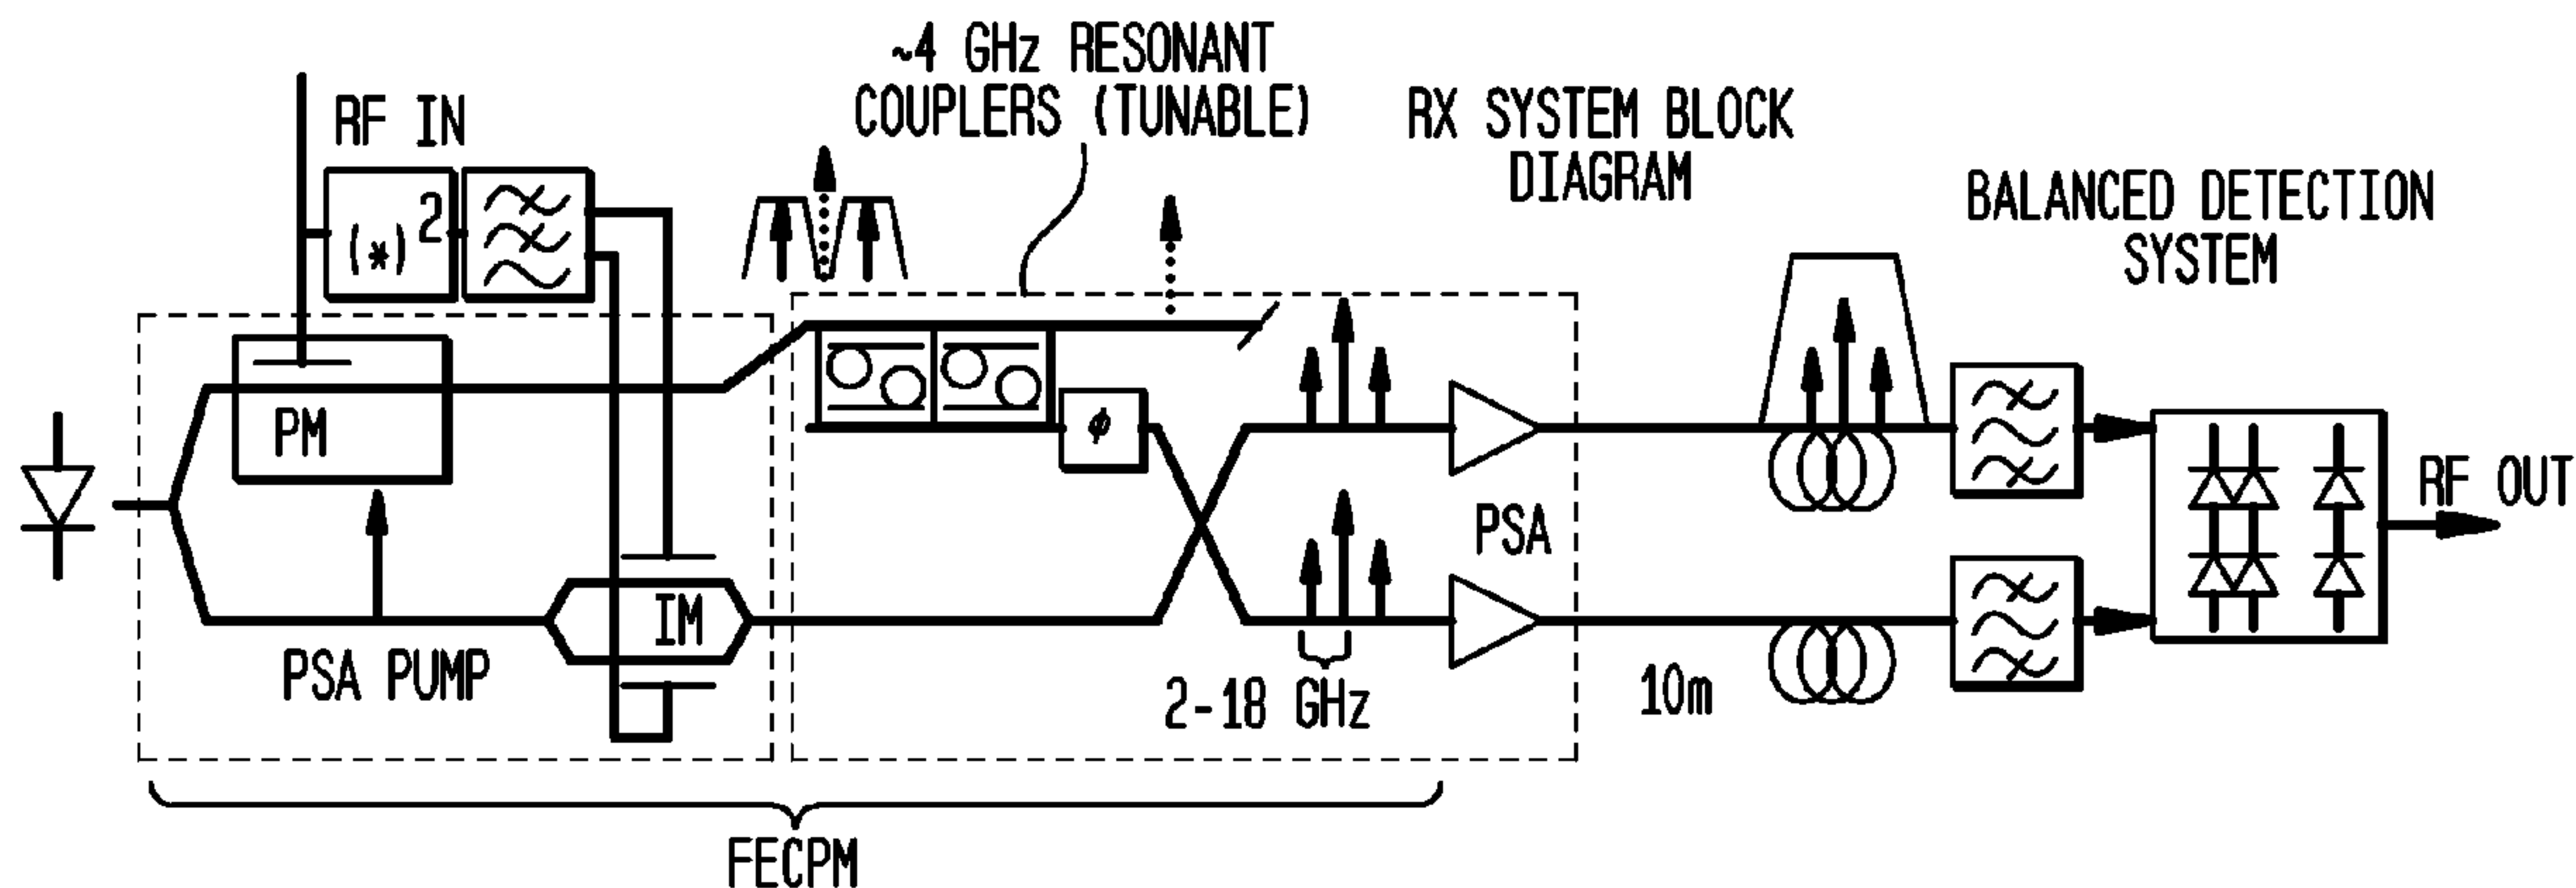 ~4 GHz RESONANT
COUPLERS (TUNABLE)
RX SYSTEM BLOCK
DIAGRAM
BALANCED DETECTION
SYSTEM
RF IN
(*)2
PM
ϕ
PSA PUMP
IM
PSA
2-18 GHz
10m
RF OUT
FECPM